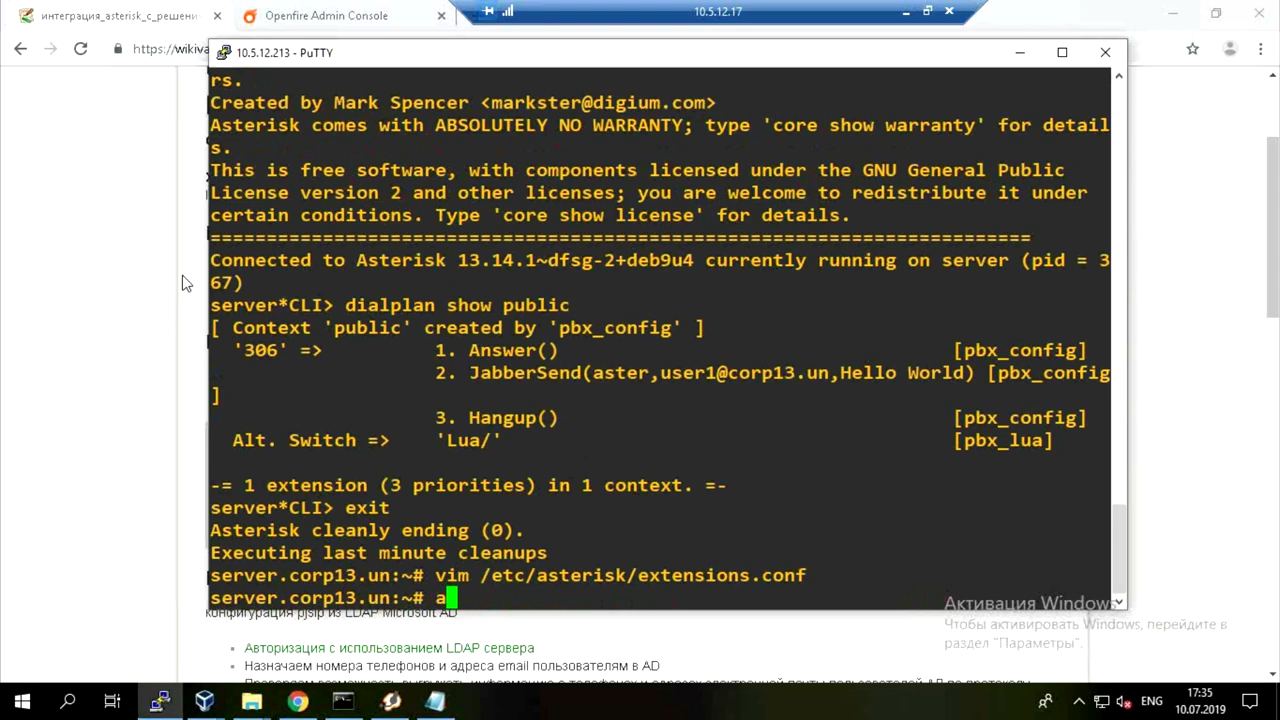 интеграция_asterisk_с_решени
Openfire Admin Console
10.5.12.17
https://wikiva
10.5.12.213 - PuTTY
rs.
Created by Mark Spencer <markster@digium.com>
Asterisk comes with ABSOLUTELY NO WARRANTY; type 'core show warranty' for detail
s.
This is free software, with components licensed under the GNU General Public
License version 2 and other licenses; you are welcome to redistribute it under
certain conditions. Type 'core show license' for details.
=========================================================================
Connected to Asterisk 13.14.1~dfsg-2+deb9u4 currently running on server (pid = 3
67)
server*CLI> dialplan show public
[ Context 'public' created by 'pbx_config' ]
'306' => 1. Answer() [pbx_config]
2. JabberSend(aster,user1@corp13.un,Hello World) [pbx_config
]
3. Hangup() [pbx_config]
Alt. Switch => 'Lua/' [pbx_lua]
-= 1 extension (3 priorities) in 1 context. =-
server*CLI> exit
Asterisk cleanly ending (0).
Executing last minute cleanups
server.corp13.un:~# vim /etc/asterisk/extensions.conf
server.corp13.un:~# a
конфигурация pjsip из LDAP Microsoft AD
Активация Windows
Чтобы активировать Windows, перейдите в
раздел "Параметры".
Авторизация с использованием LDAP сервера
Назначаем номера телефонов и адреса email пользователям в AD
ENG
17:35
10.07.2019